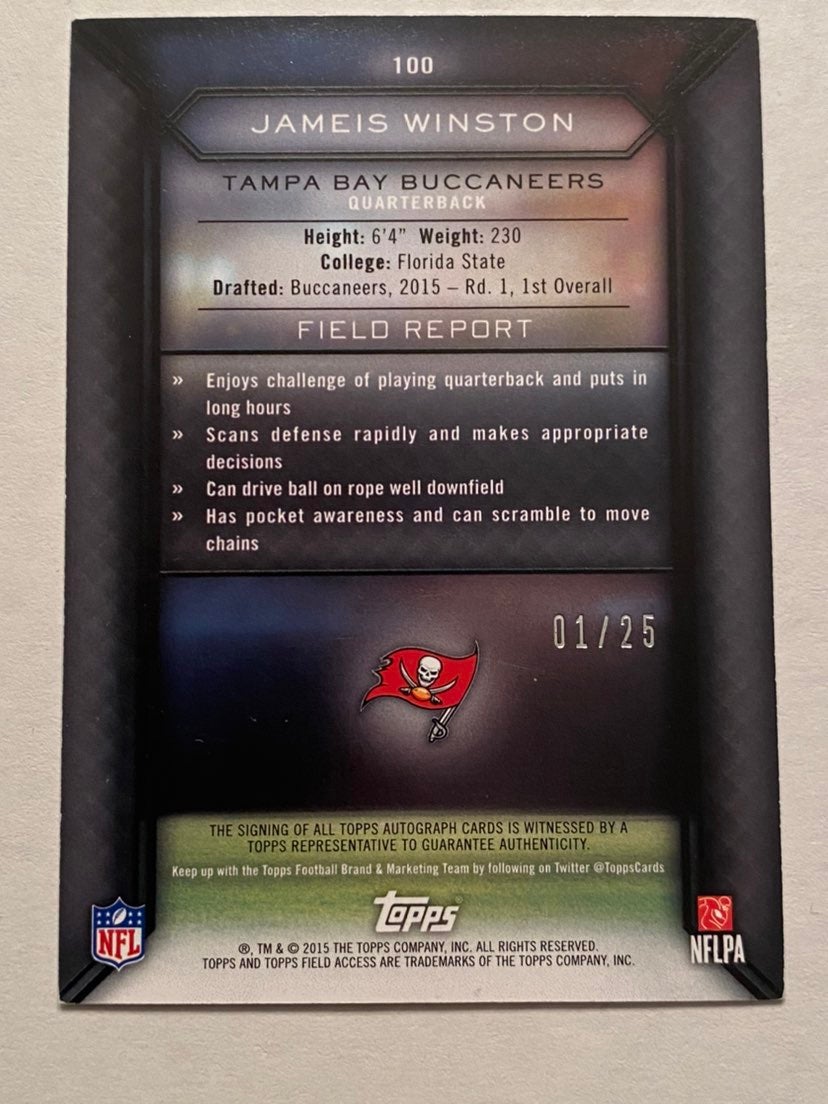 100
JAMEIS WINSTON
TAMPA BAY BUCCANEERS
QUARTERBACK
Height: 6'4" Weight: 230
College: Florida State
Drafted: Buccaneers, 2015 – Rd. 1, 1st Overall
FIELD REPORT
» Enjoys challenge of playing quarterback and puts in
long hours
» Scans defense rapidly and makes appropriate
decisions
» Can drive ball on rope well downfield
» Has pocket awareness and can scramble to move
chains
01/25
THE SIGNING OF ALL TOPPS AUTOGRAPH CARDS IS WITNESSED BY A
TOPPS REPRESENTATIVE TO GUARANTEE AUTHENTICITY.
Keep up with the Topps Football Brand & Marketing Team by following on Twitter @ToppsCards
topps®
NFL
NFLPA
®, TM & © 2015 THE TOPPS COMPANY, INC. ALL RIGHTS RESERVED.
TOPPS AND TOPPS FIELD ACCESS ARE TRADEMARKS OF THE TOPPS COMPANY, INC.